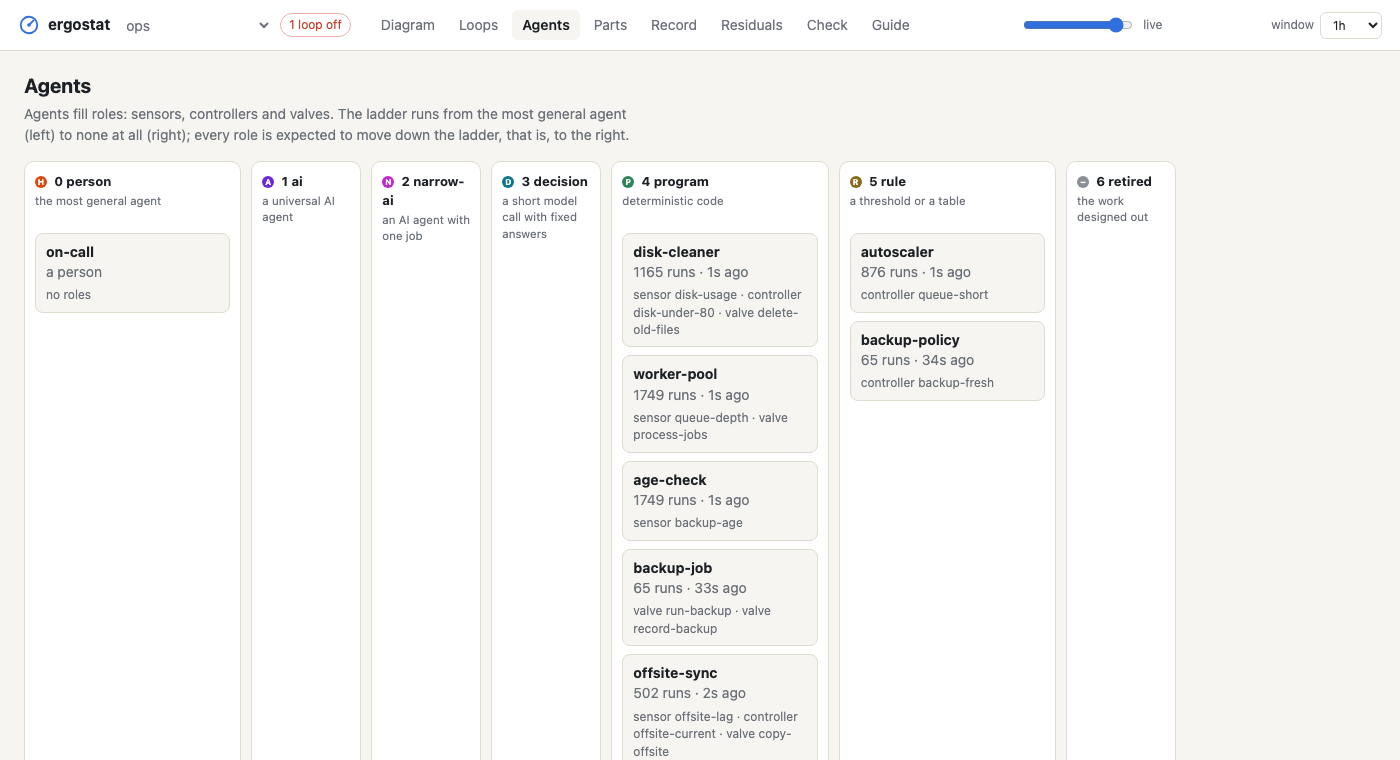 ergostat
ops
1 loop off
Diagram
Loops
Agents
Parts
Record
Residuals
Check
Guide
live
window
1h
Agents
Agents fill roles: sensors, controllers and valves. The ladder runs from the most general agent
(left) to none at all (right); every role is expected to move down the ladder, that is, to the right.
H 0 person
the most general agent
on-call
a person
no roles
A 1 ai
a universal AI
agent
N 2 narrow-
ai
an AI agent with
one job
D 3 decision
a short model
call with fixed
answers
P 4 program
deterministic code
disk-cleaner
1165 runs · 1s ago
sensor disk-usage · controller
disk-under-80 · valve delete-
old-files
worker-pool
1749 runs · 1s ago
sensor queue-depth · valve
process-jobs
age-check
1749 runs · 1s ago
sensor backup-age
backup-job
65 runs · 33s ago
valve run-backup · valve
record-backup
offsite-sync
502 runs · 2s ago
sensor offsite-lag · controller
offsite-current · valve copy-
offsite
R 5 rule
a threshold or a table
autoscaler
876 runs · 1s ago
controller queue-short
backup-policy
65 runs · 34s ago
controller backup-fresh
– 6 retired
the work
designed out